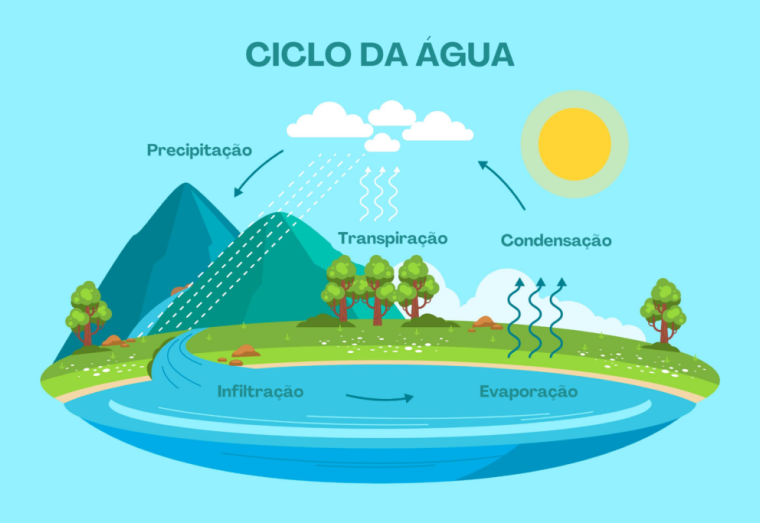 CICLO DA ÁGUA
Precipitação
Transpiração
Condensação
Infiltração
Evaporação